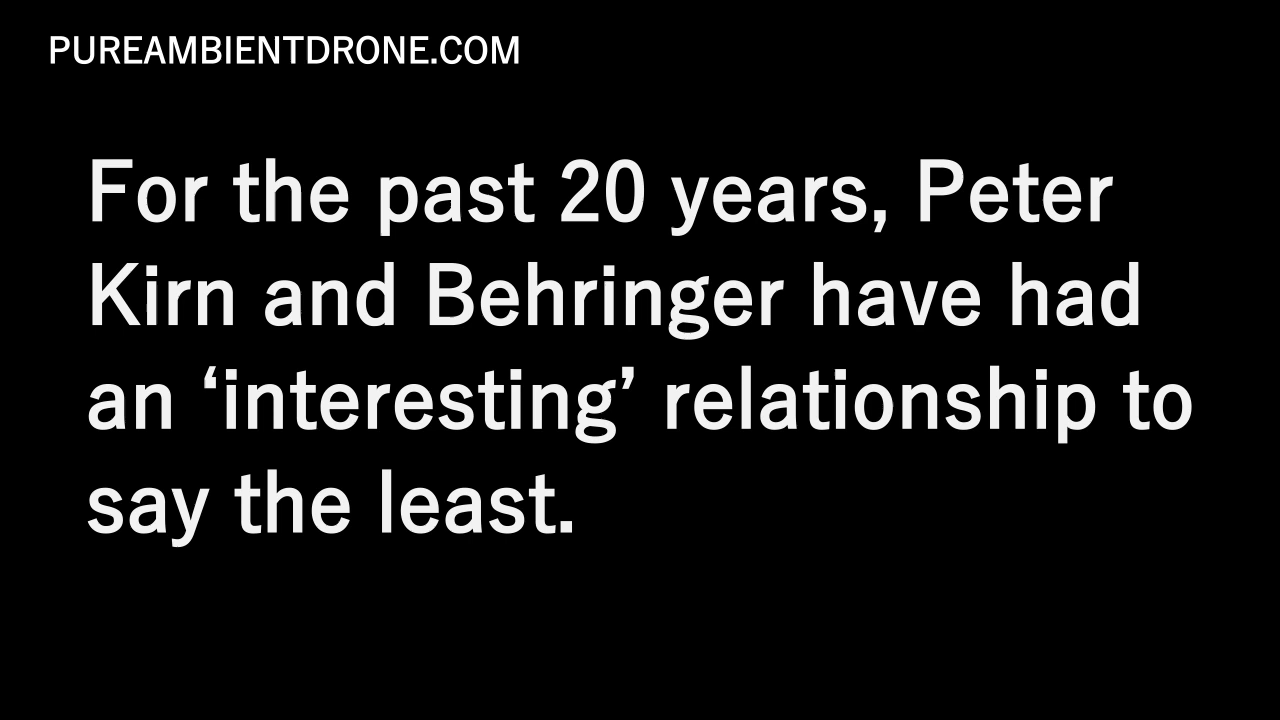 PUREAMBIENTDRONE.COM
For the past 20 years, Peter
Kirn and Behringer have had
an ‘interesting’ relationship to
say the least.